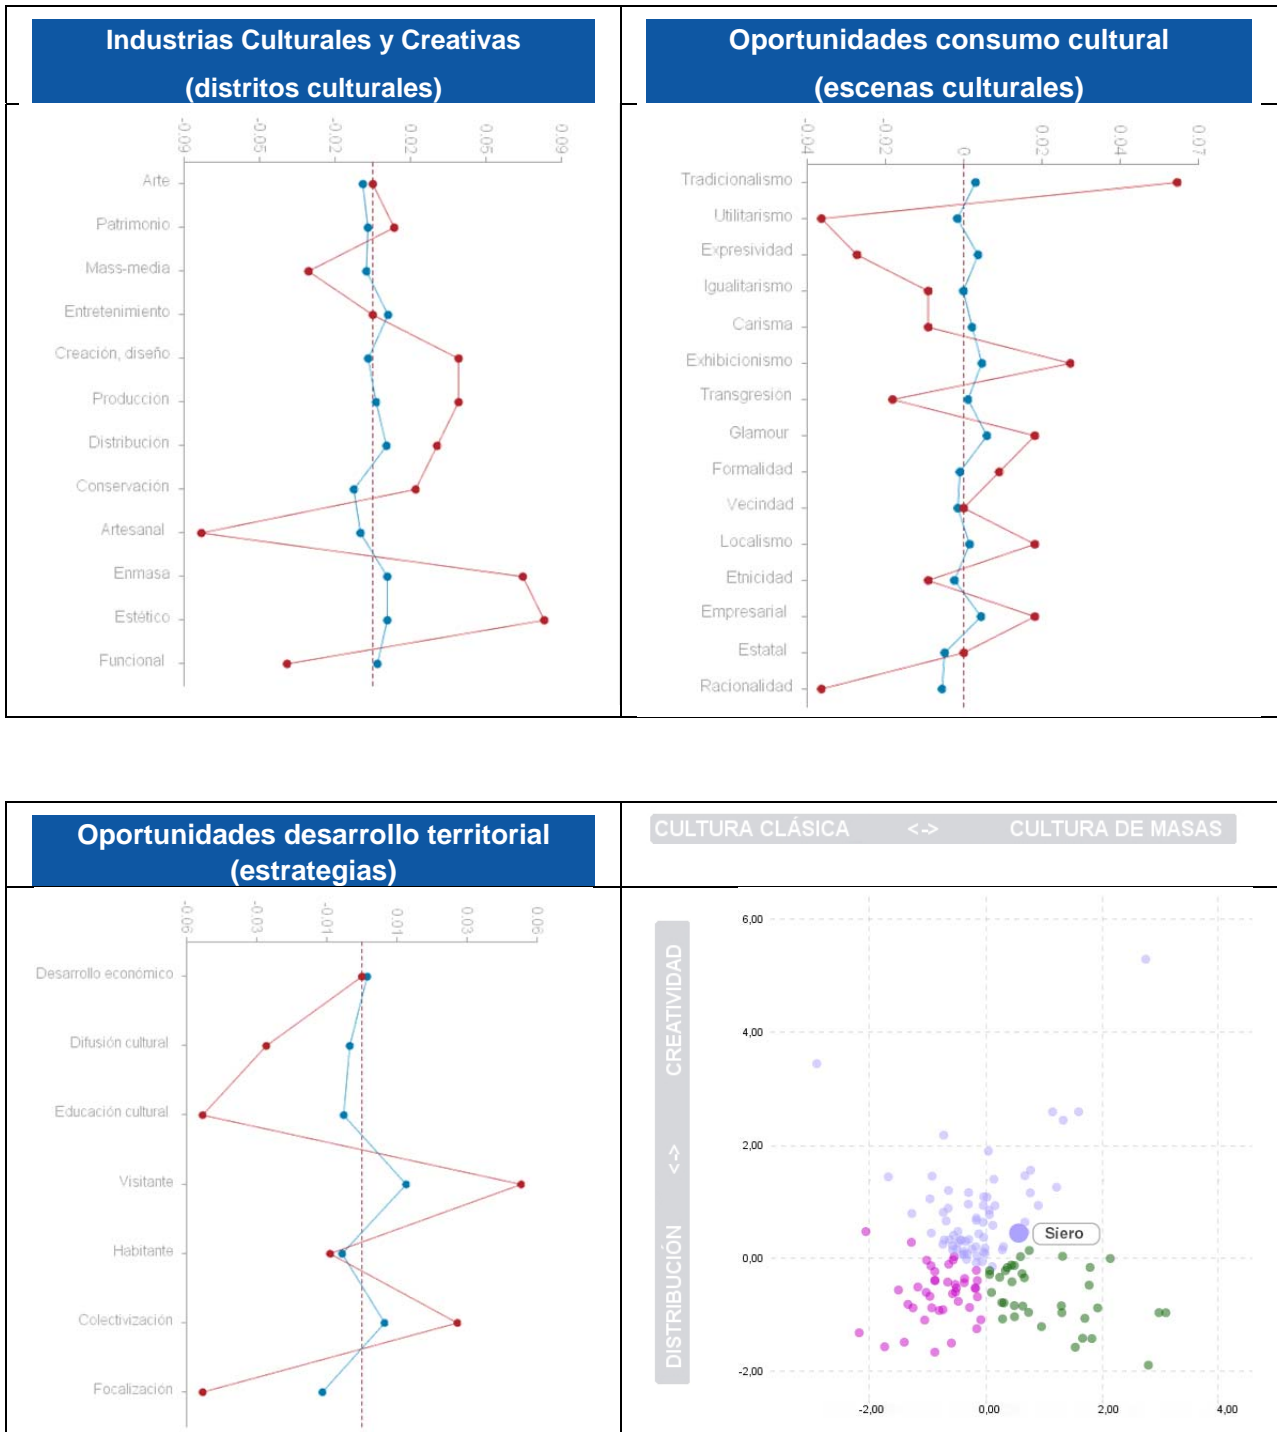 Industrias Culturales y Creativas
(distritos culturales)
Oportunidades consumo cultural
(escenas culturales)
-0.09
-0.05
-0.02
0.02
0.05
0.09
Arte
Patrimonio
Mass-media
Entretenimiento
Creación, diseño
Producción
Distribución
Conservación
Artesanal
Enmasa
Estético
Funcional
-0.04
-0.02
0
0.02
0.04
0.07
Tradicionalismo
Utilitarismo
Expresividad
Igualitarismo
Carisma
Exhibicionismo
Transgresión
Glamour
Formalidad
Vecindad
Localismo
Etnicidad
Empresarial
Estatal
Racionalidad
Oportunidades desarrollo territorial
(estrategias)
CULTURA CLÁSICA <-> CULTURA DE MASAS
-0.06
-0.03
-0.01
0.01
0.03
0.06
Desarrollo económico
Difusión cultural
Educación cultural
Visitante
Habitante
Colectivización
Focalización
DISTRIBUCIÓN <-> CREATIVIDAD
6,00
4,00
2,00
0,00
-2,00
Siero
-2,00
0,00
2,00
4,00